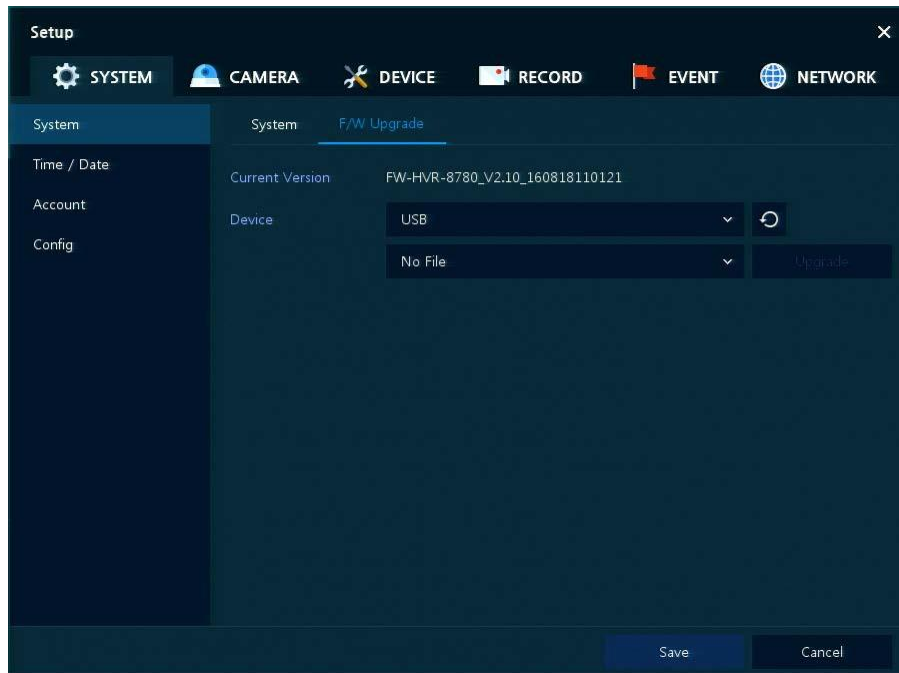 Setup
SYSTEM CAMERA DEVICE RECORD EVENT NETWORK
System
Time / Date
Account
Config
System F/W Upgrade
Current Version FW-HVR-8780_V2.10_160818110121
Device USB
No File Upgrade
Save Cancel